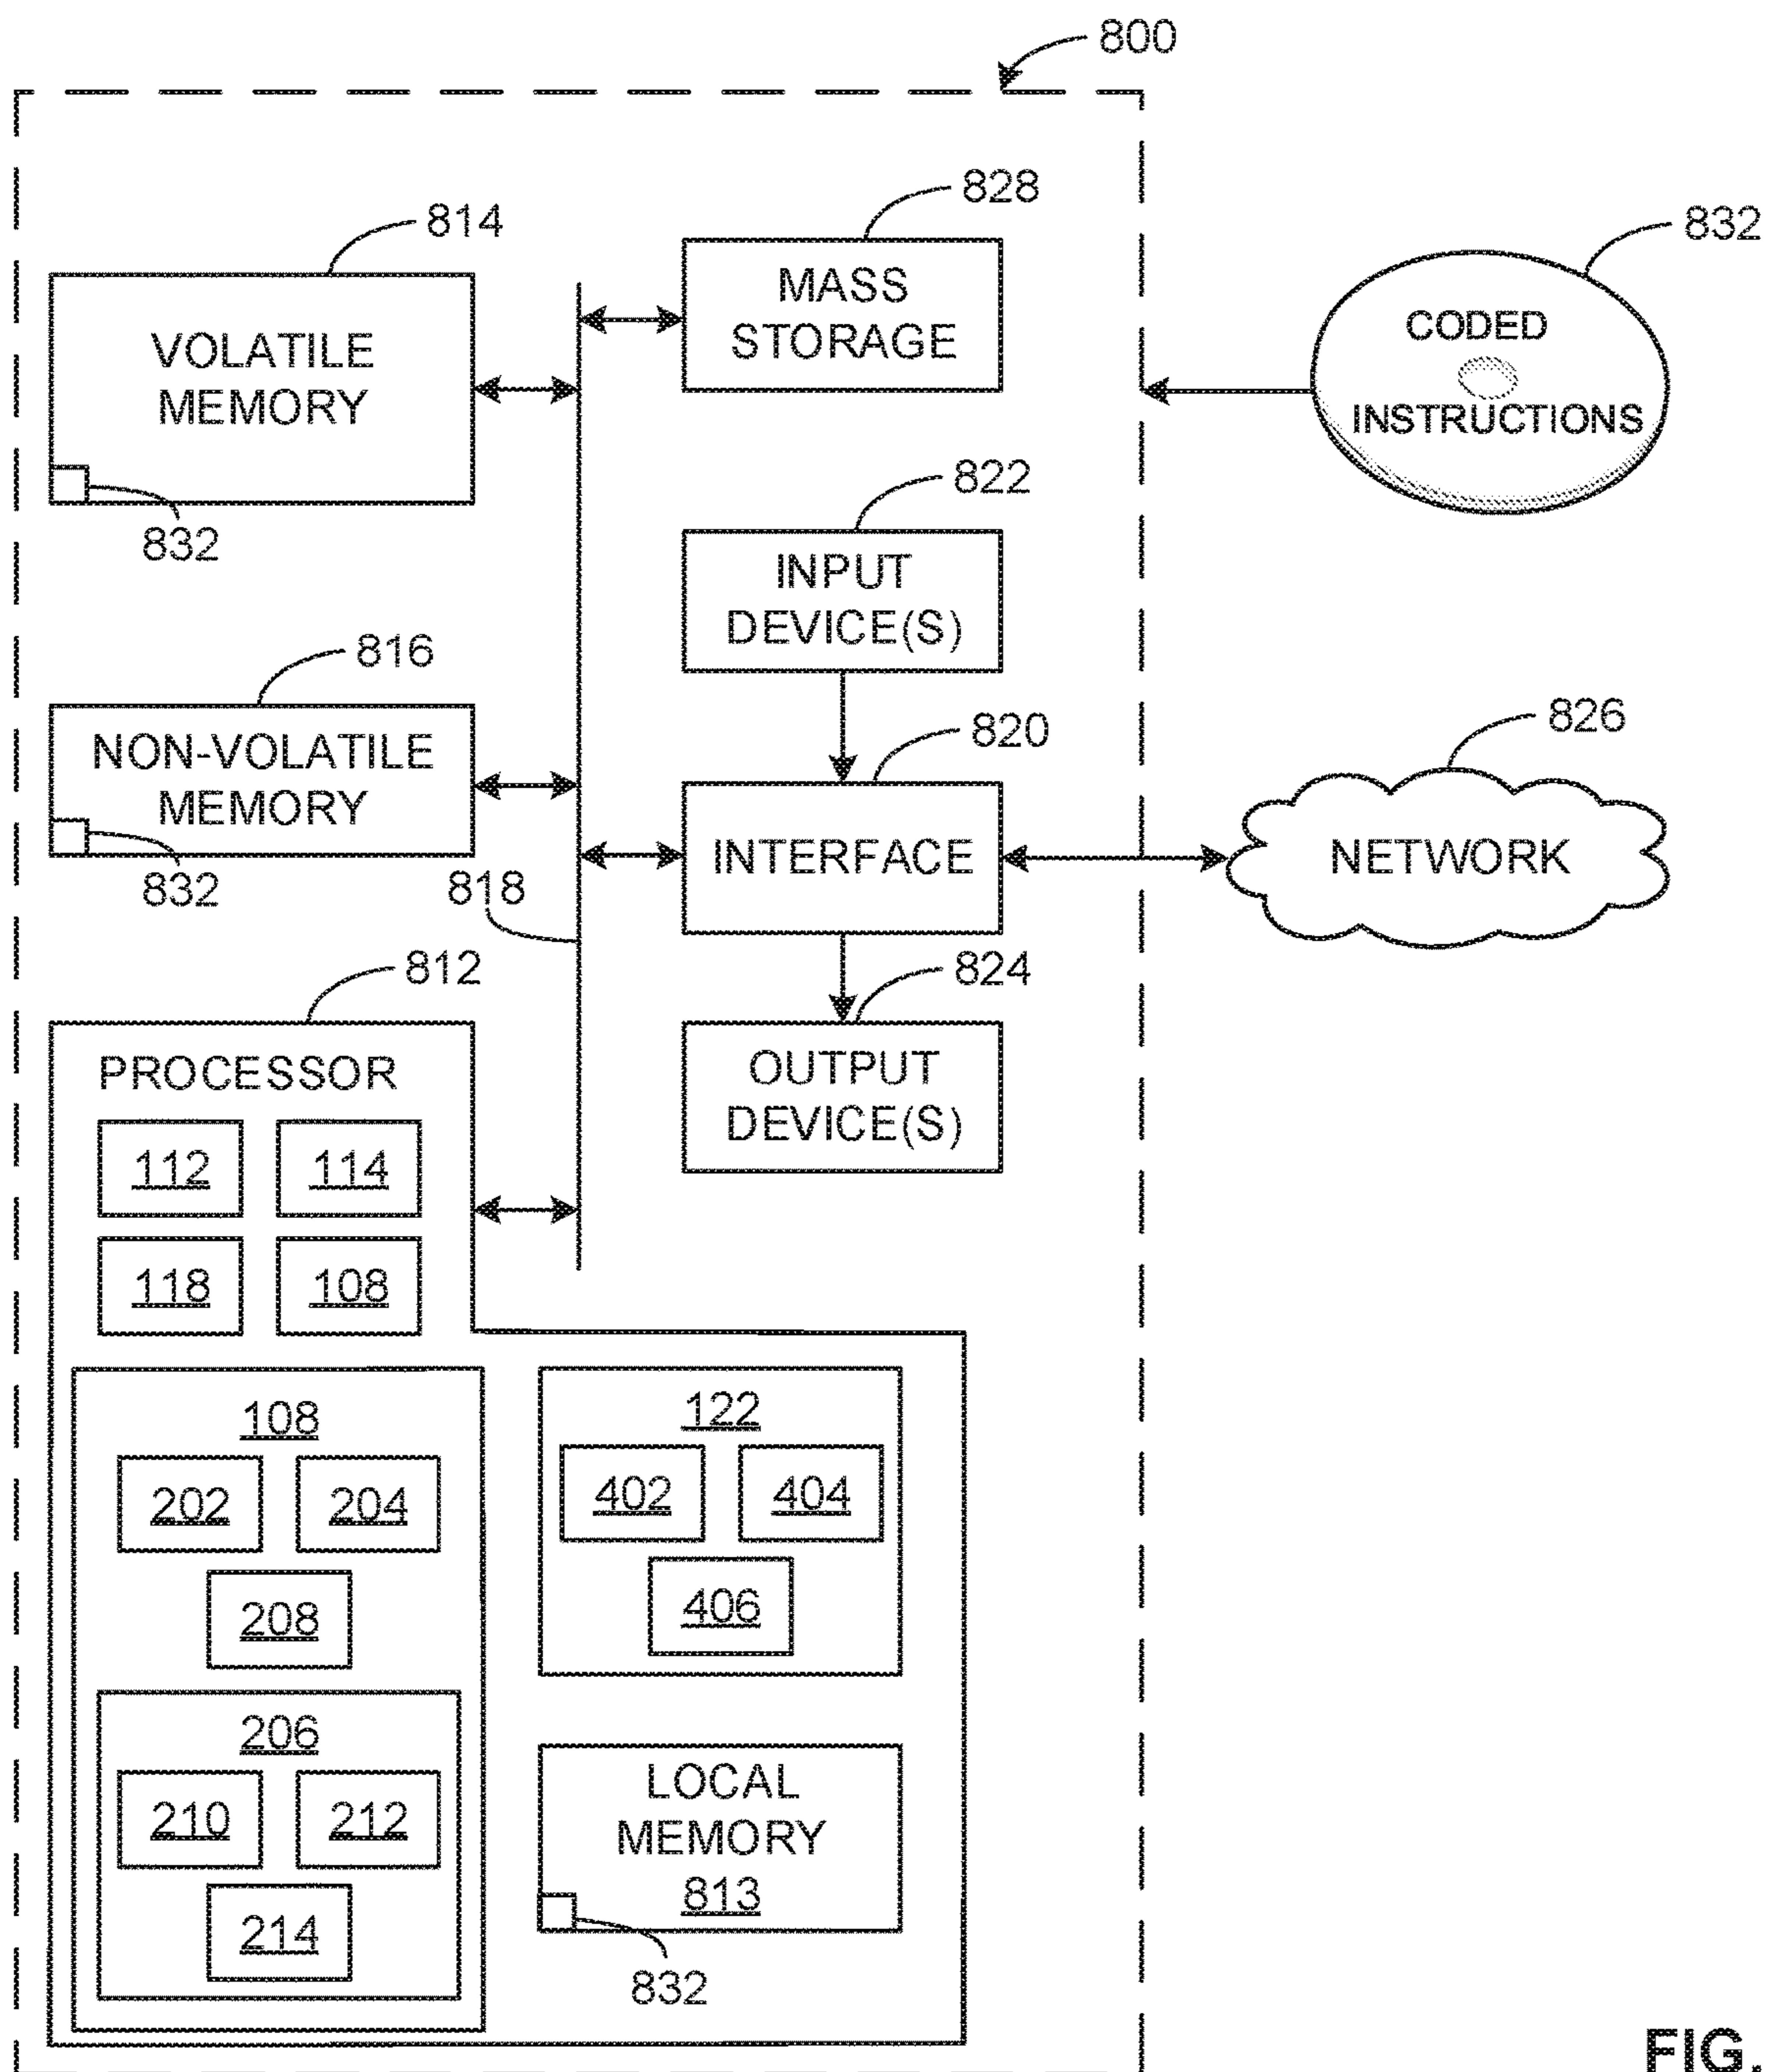 800
828
814
832
MASS
STORAGE
VOLATILE
MEMORY
CODED
INSTRUCTIONS
832
822
INPUT
DEVICE(S)
816
820
826
NON-VOLATILE
MEMORY
INTERFACE
NETWORK
832
818
812
824
PROCESSOR
OUTPUT
DEVICE(S)
112 114
118 108
108
202 204
208
206
210 212
214
122
402 404
406
LOCAL
MEMORY
813
832
FIG.